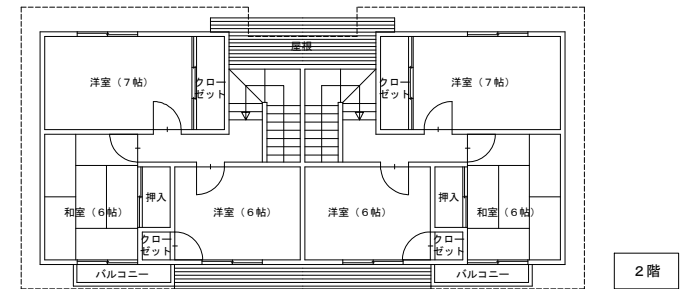 屋根
洋室（７帖）
クロー
ゼット
クロー
ゼット
洋室（７帖）
和室（６帖）
押入
洋室（６帖）
洋室（６帖）
押入
和室（６帖）
クロー
ゼット
クロー
ゼット
バルコニー
バルコニー
２階